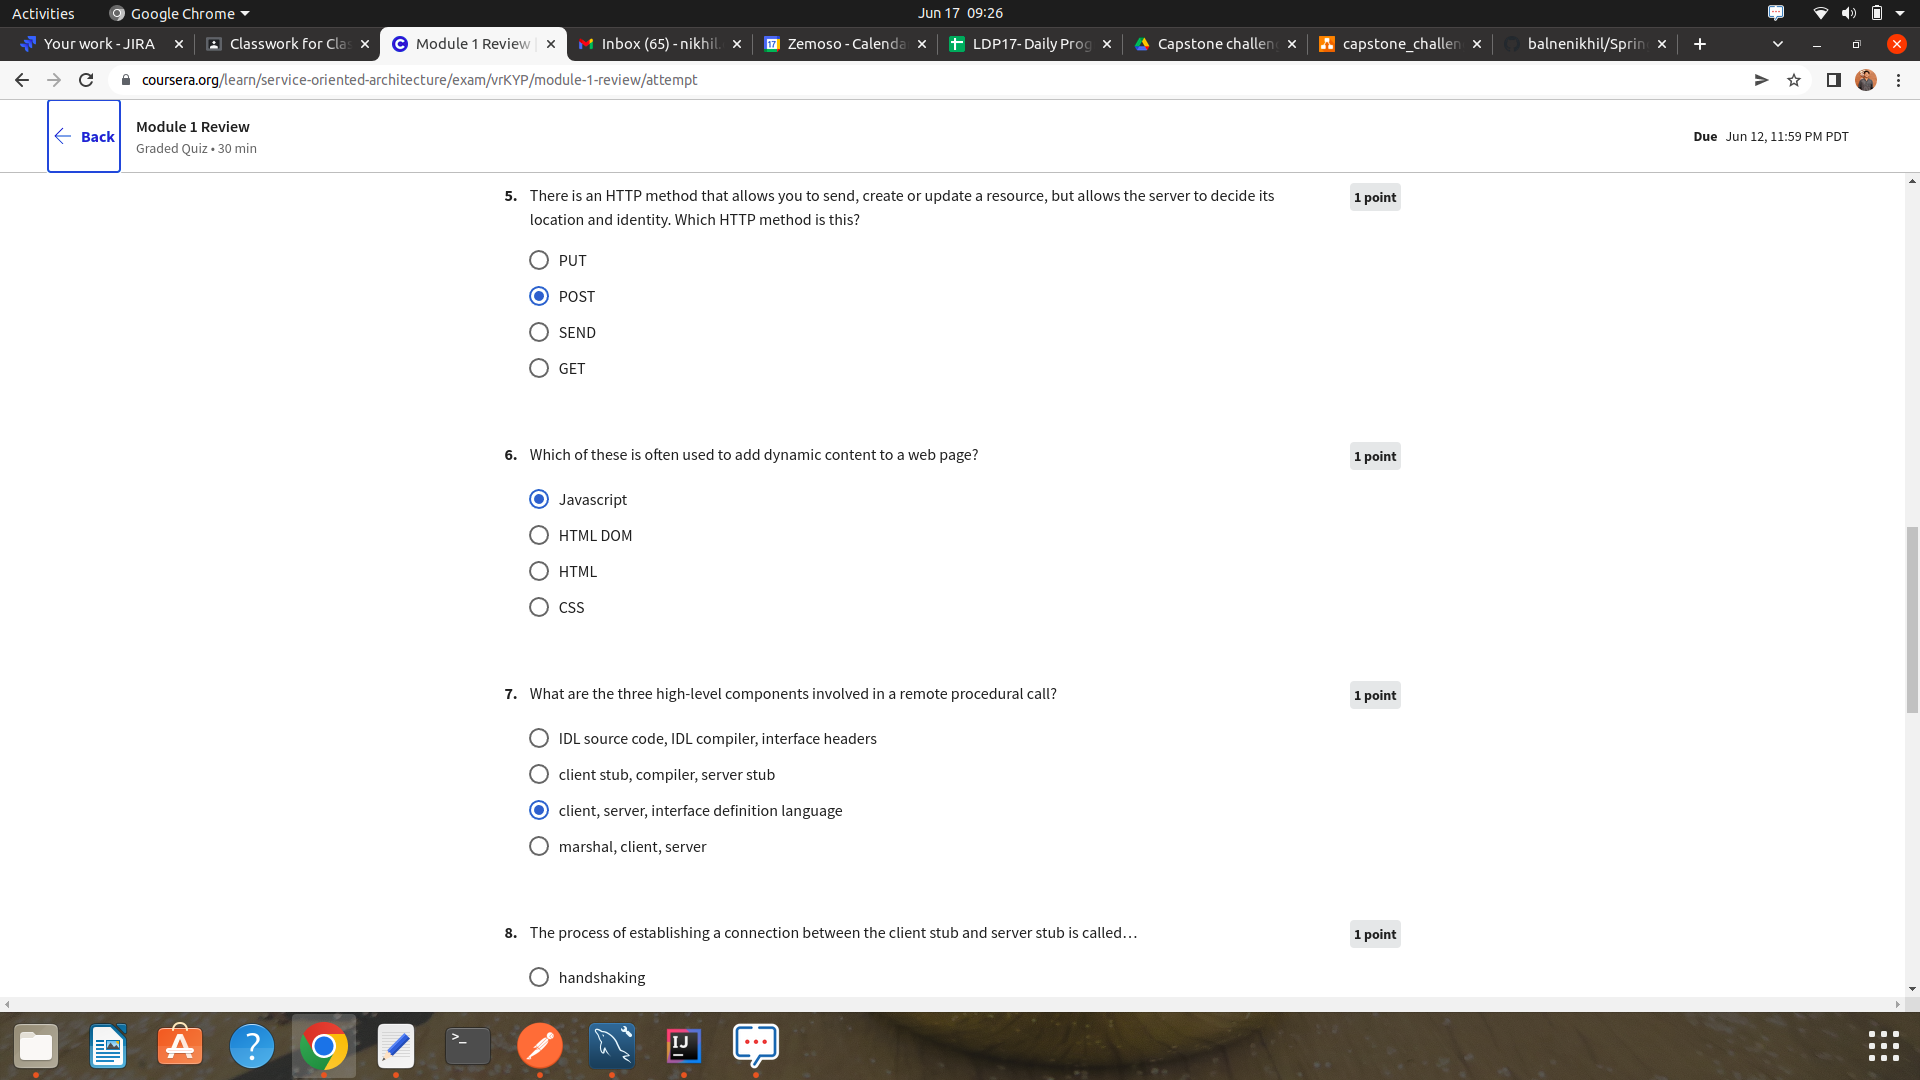 Activities
Google Chrome
Jun 17 09:26
Your work - JIRA
Classwork for Clas
Module 1 Review
Inbox (65) - nikhil.
17
Zemoso - Calenda
LDP17- Daily Prog
Capstone challen
capstone_challen
balnenikhil/Sprin
coursera.org/learn/service-oriented-architecture/exam/vrKYP/module-1-review/attempt
Back
Module 1 Review
Graded Quiz • 30 min
Due Jun 12, 11:59 PM PDT
5. There is an HTTP method that allows you to send, create or update a resource, but allows the server to decide its
location and identity. Which HTTP method is this?
1 point
PUT
POST
SEND
GET
6. Which of these is often used to add dynamic content to a web page?
1 point
Javascript
HTML DOM
HTML
CSS
7. What are the three high-level components involved in a remote procedural call?
1 point
IDL source code, IDL compiler, interface headers
client stub, compiler, server stub
client, server, interface definition language
marshal, client, server
8. The process of establishing a connection between the client stub and server stub is called…
1 point
handshaking
A
?
>_
IJ